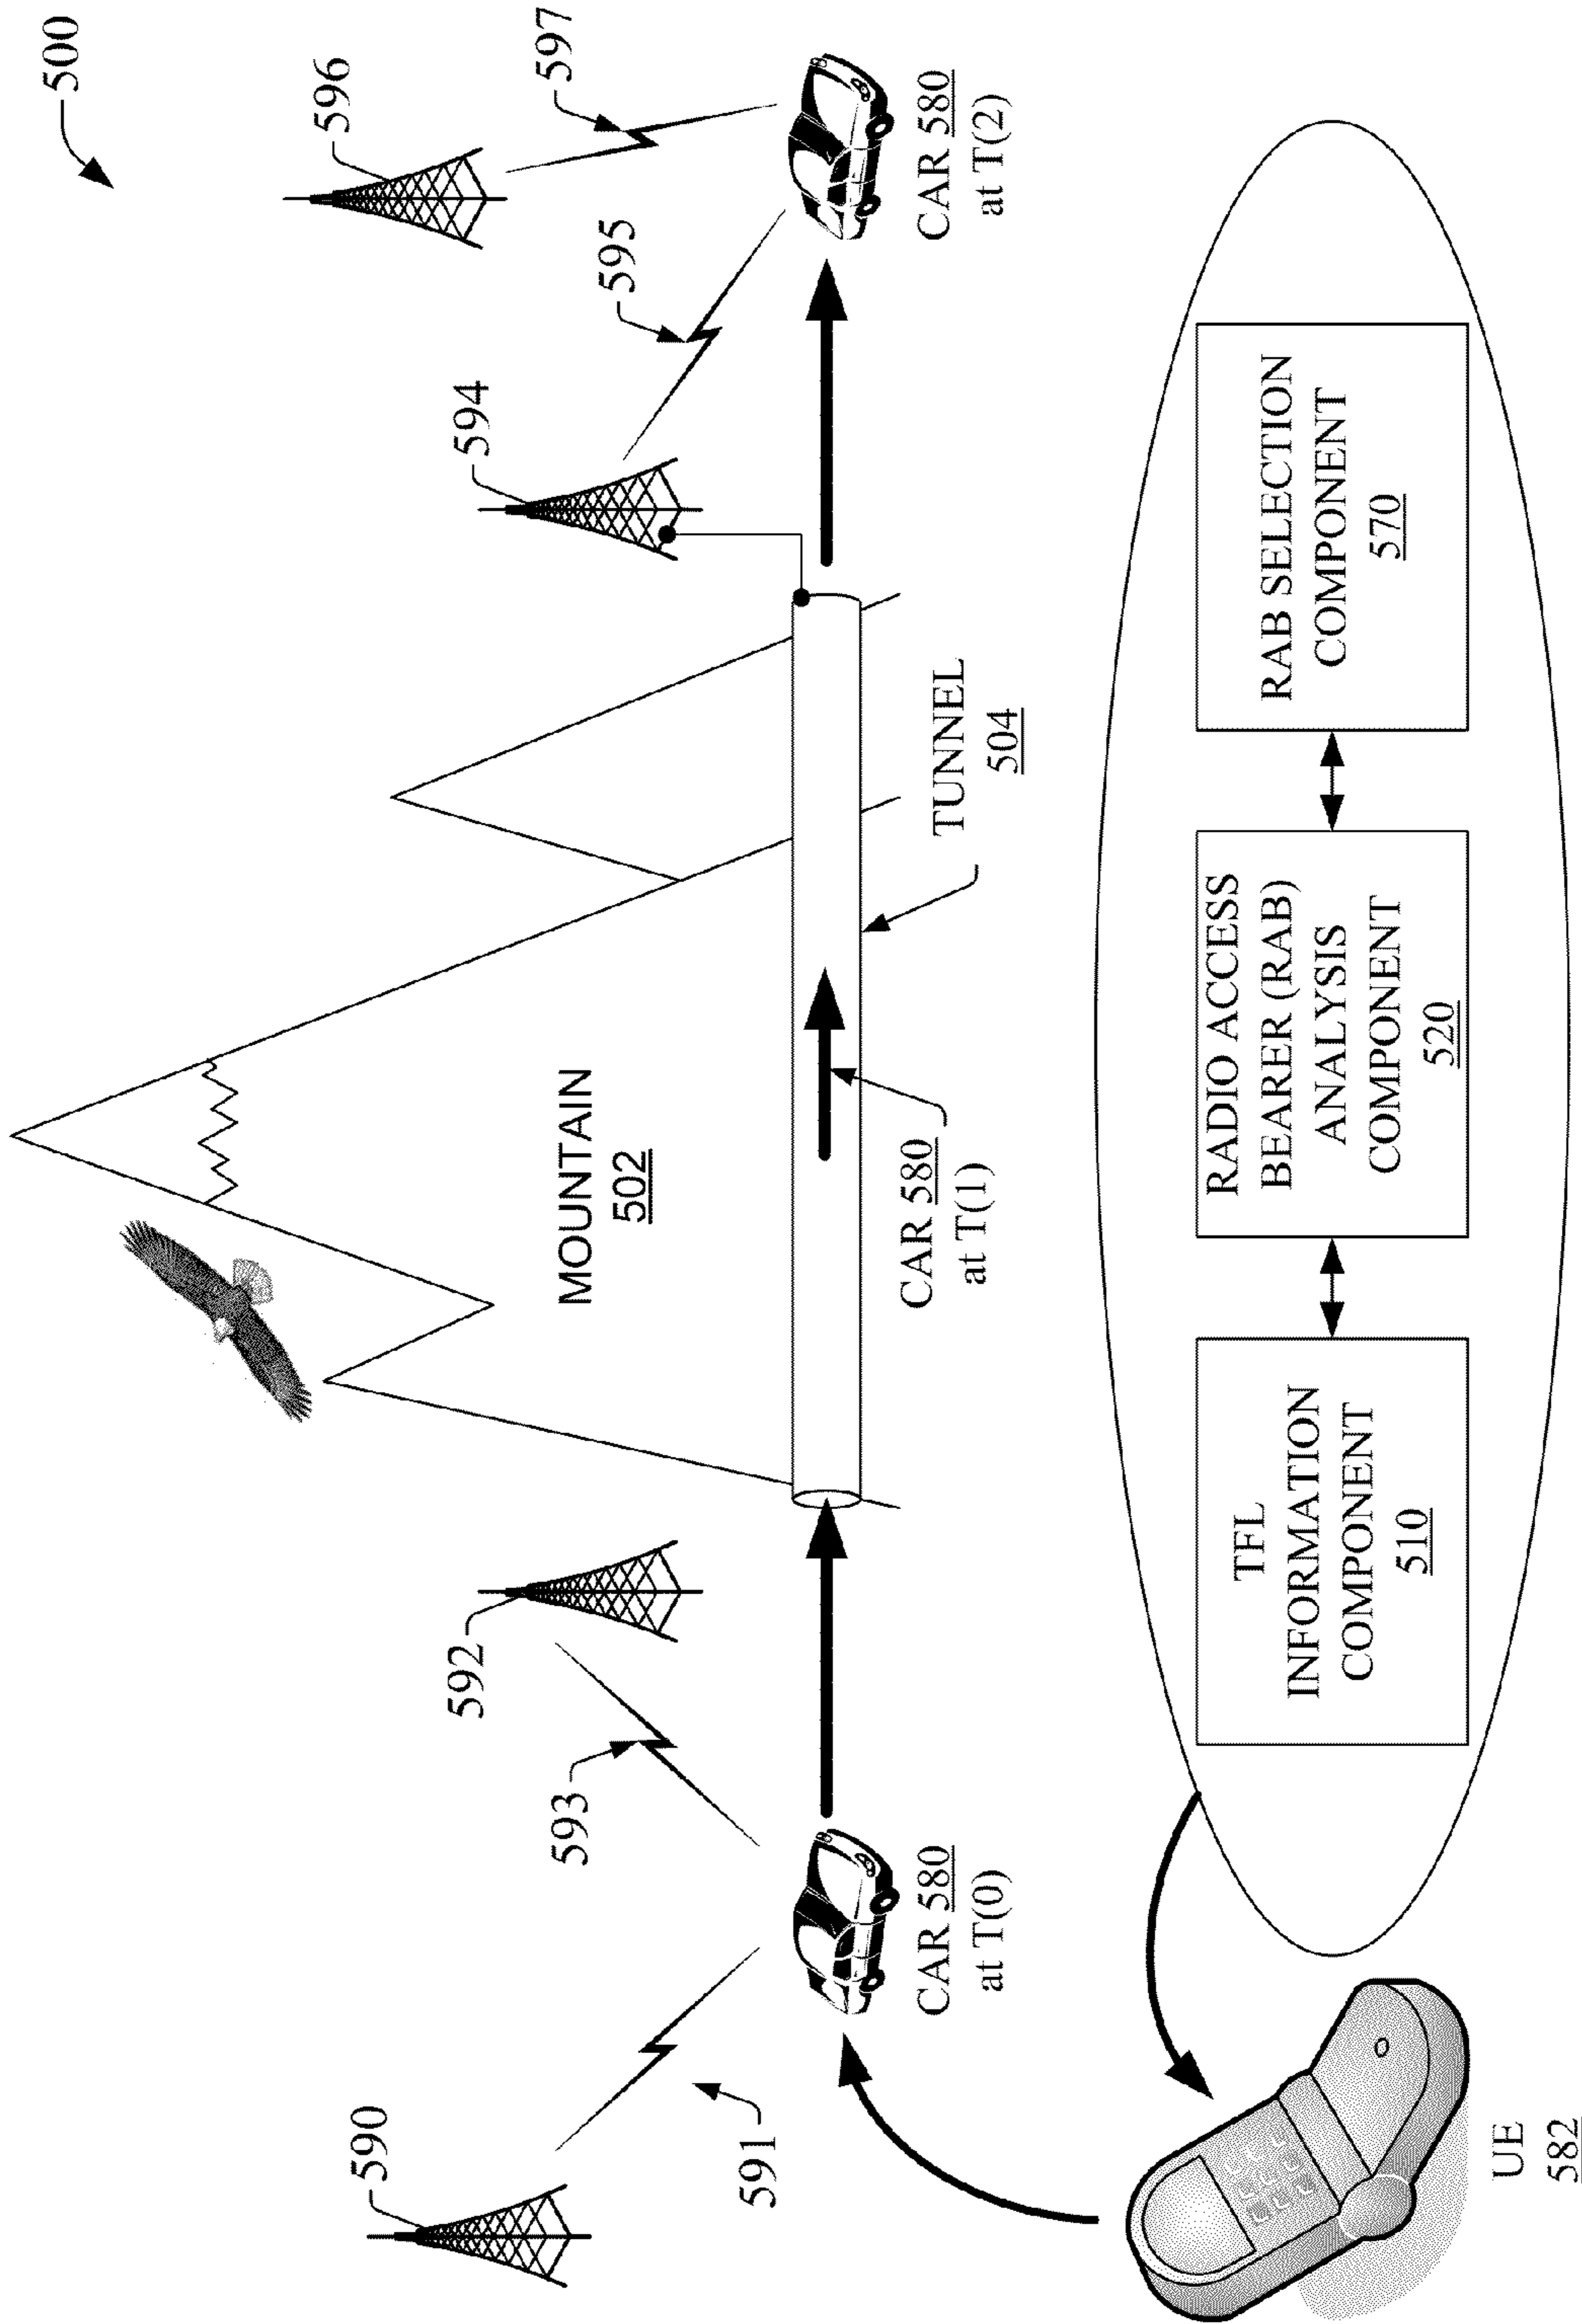 500
596
597
594
595
592
593
590
591
MOUNTAIN
502
CAR 580
at T(0)
CAR 580
at T(1)
TUNNEL
504
CAR 580
at T(2)
UE
582
TFL
INFORMATION
COMPONENT
510
RADIO ACCESS
BEARER (RAB)
ANALYSIS
COMPONENT
520
RAB SELECTION
COMPONENT
570